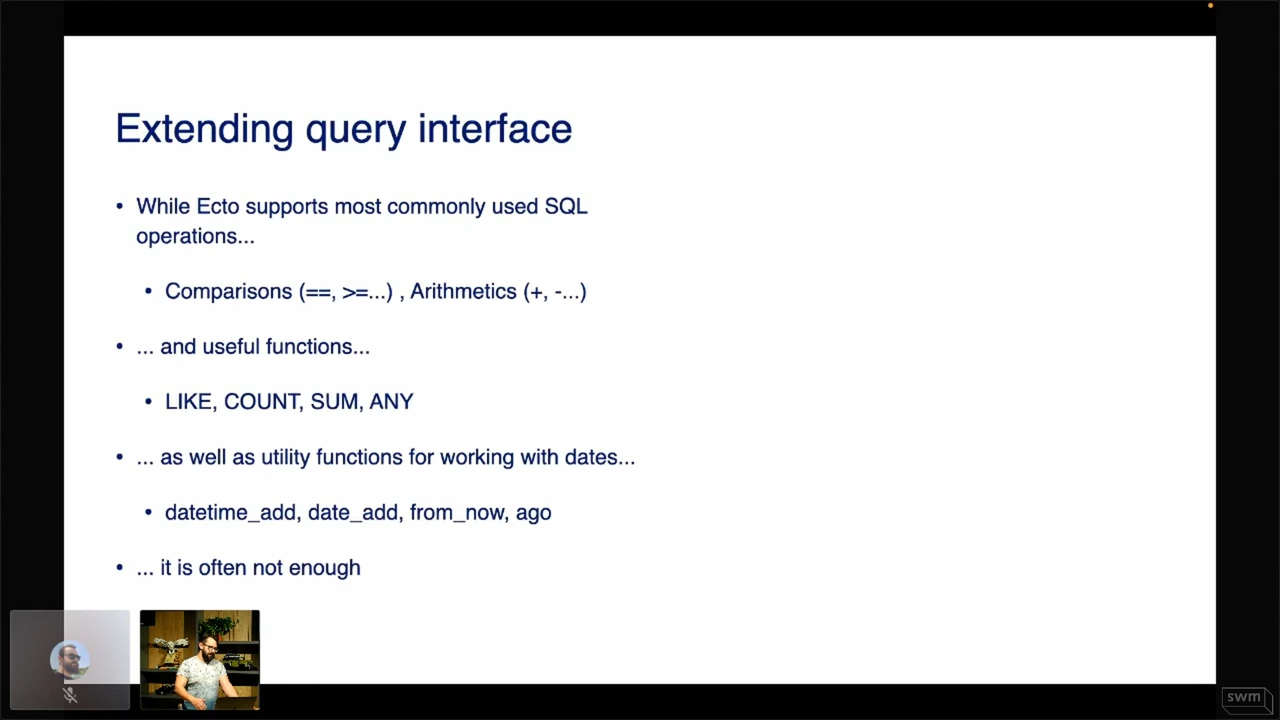 Extending query interface
• While Ecto supports most commonly used SQL
operations...
• Comparisons (==, >=...) , Arithmetics (+, -...)
• ... and useful functions...
• LIKE, COUNT, SUM, ANY
• ... as well as utility functions for working with dates...
• datetime_add, date_add, from_now, ago
• ... it is often not enough
swm